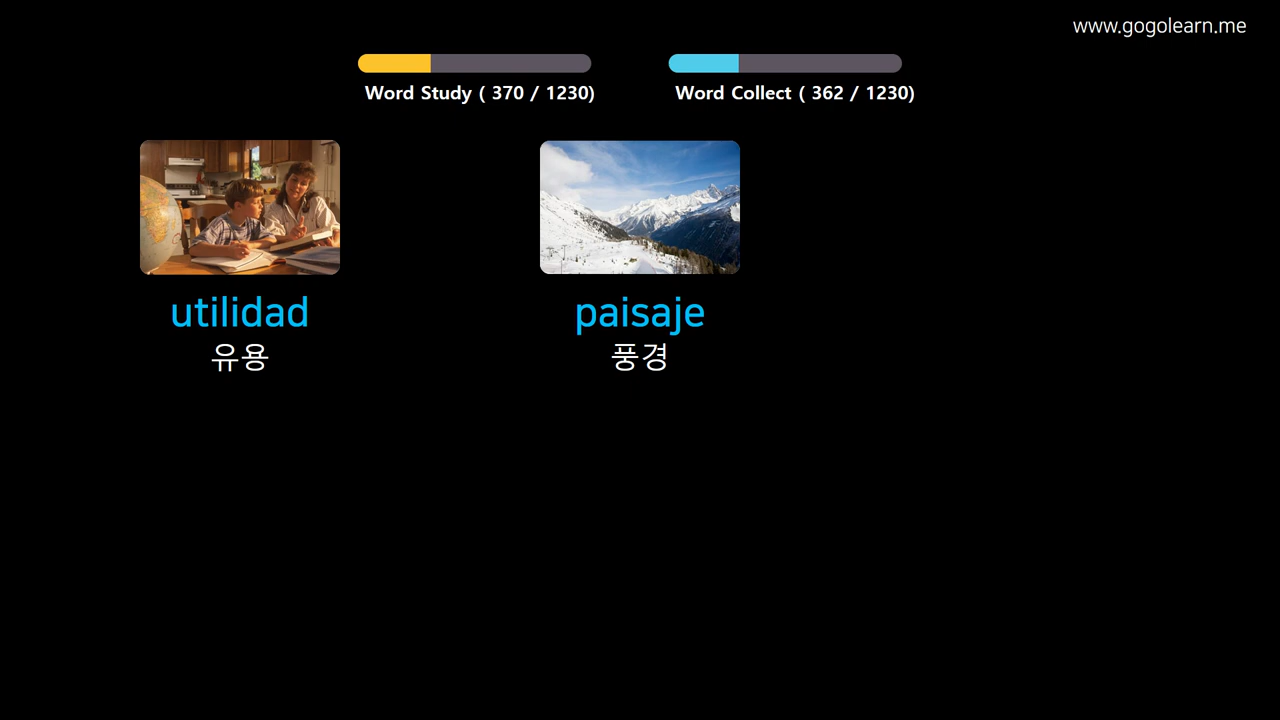 www.gogolearn.me
Word Study ( 370 / 1230)
Word Collect ( 362 / 1230)
utilidad
유용
paisaje
풍경